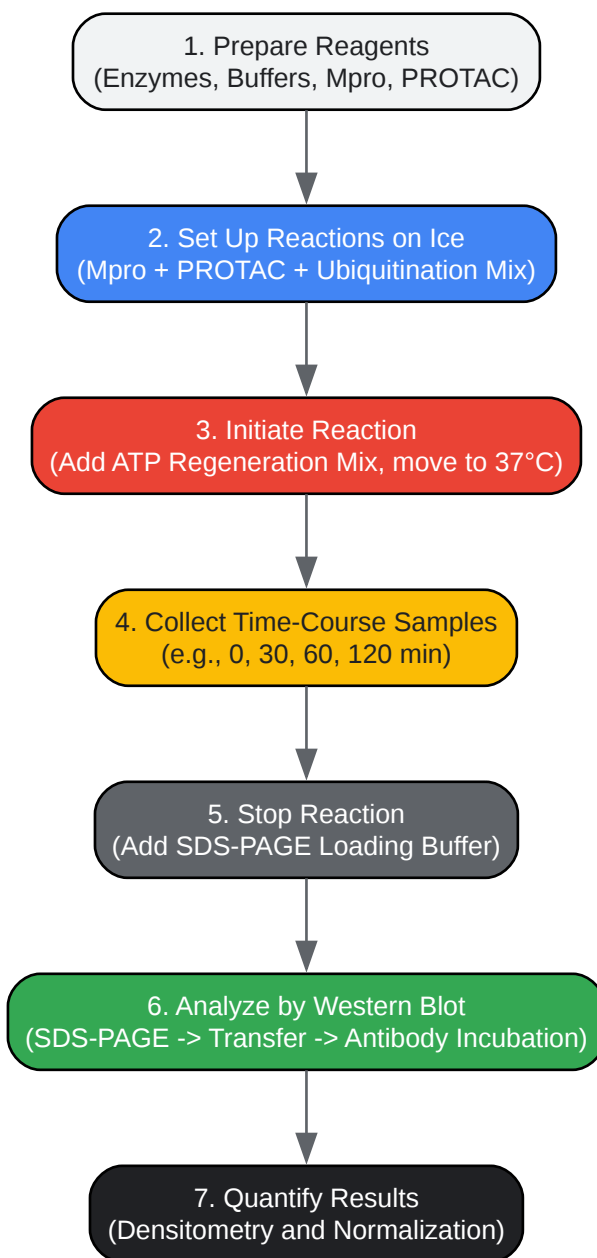 1. Prepare Reagents
(Enzymes, Buffers, Mpro, PROTAC)
2. Set Up Reactions on Ice
(Mpro + PROTAC + Ubiquitination Mix)
3. Initiate Reaction
(Add ATP Regeneration Mix, move to 37°C)
4. Collect Time-Course Samples
(e.g., 0, 30, 60, 120 min)
5. Stop Reaction
(Add SDS-PAGE Loading Buffer)
6. Analyze by Western Blot
(SDS-PAGE -> Transfer -> Antibody Incubation)
7. Quantify Results
(Densitometry and Normalization)